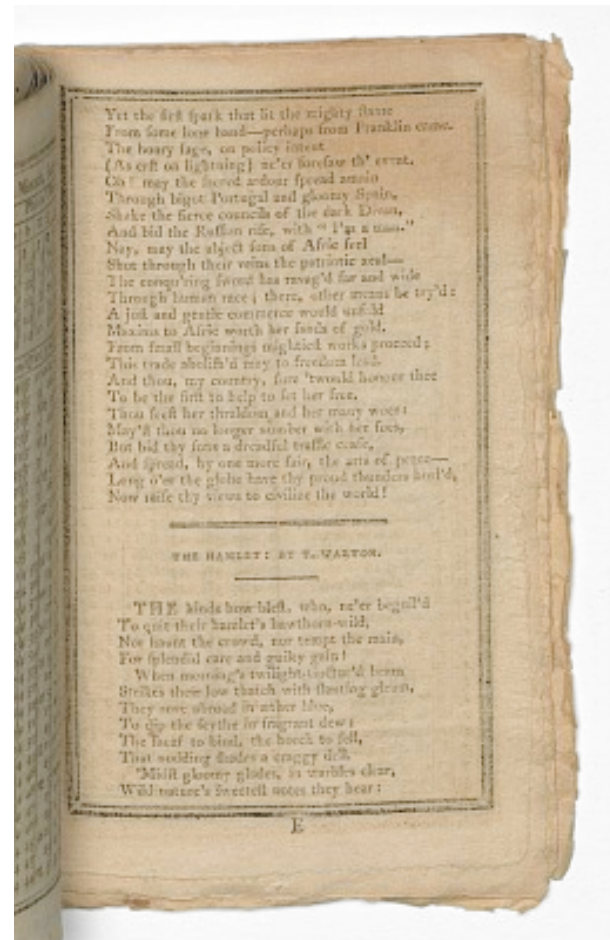 Yet the first spark that lit the mighty flame
From some lone hand—perhaps from Franklin came.
The hoary sage, on policy intent
(As erst on lightning) ne'er foresaw th' event.
Oh! may the sacred ardour spread amain
Through bigot Portugal and gloomy Spain,
Shake the fierce councils of the dark Divan,
And bid the Russian rise, with "I'm a man."
Nay, may the abject sons of Afric feel
Shot through their veins the patriotic zeal—
The conqu'ring sword has ravag'd far and wide
Through human race; there, other means be try'd:
A just and gentle commerce would unfold
Maxims to Afric worth her sands of gold.
From small beginnings mightiest works proceed;
This trade abolish'd may to freedom lead.
And thou, my country, sure 'twould honour thee
To be the first to help to set her free.
Thou seest her thraldom and her many woes:
May'st thou no longer number with her foes,
But bid thy sons a dreadful traffic cease,
And spread, by one more fair, the arts of peace—
Long o'er the globe have thy proud thunders hurl'd,
Now raise thy views to civilize the world!
THE HAMLET: BY T. WARTON.
THE hinds how blest, who, ne'er beguil'd
To quit their hamlet's hawthorn-wild,
Nor haunt the crowd, nor tempt the main,
For splendid care and guilty gain!
When morning's twilight-tinctur'd beam
Strikes their low thatch with slanting gleam,
They rove abroad in æther blue,
To dip the scythe in fragrant dew;
The sheaf to bind, the beech to fell,
That nodding shades a craggy dell.
'Midst gloomy glades, in warbles clear,
Wild nature's sweetest notes they hear:
E